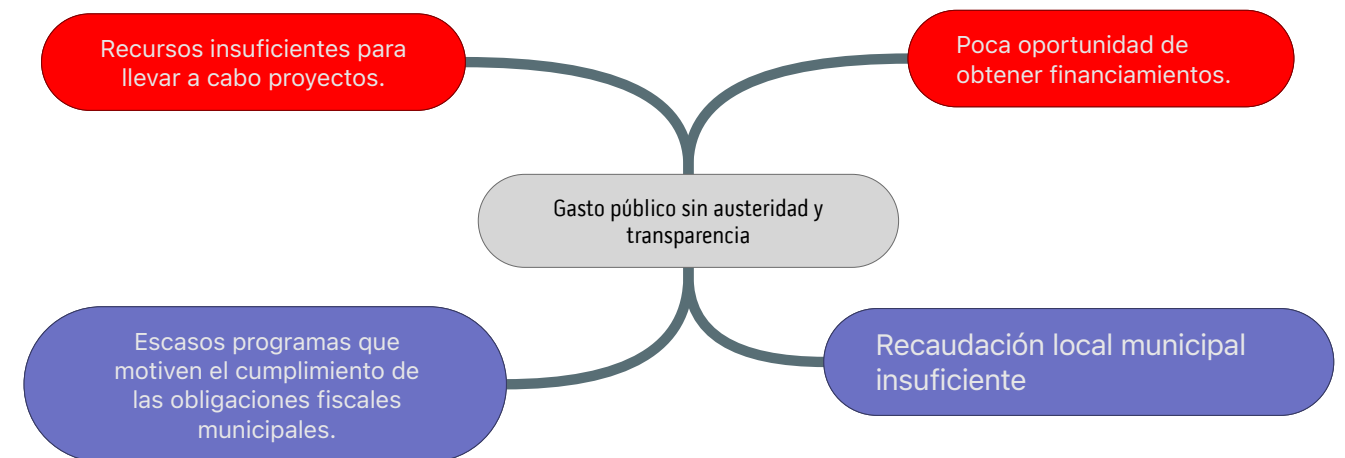 Recursos insuficientes para
llevar a cabo proyectos.
Poca oportunidad de
obtener financiamientos.
Gasto público sin austeridad y
transparencia
Escasos programas que
motiven el cumplimiento de
las obligaciones fiscales
municipales.
Recaudación local municipal
insuficiente